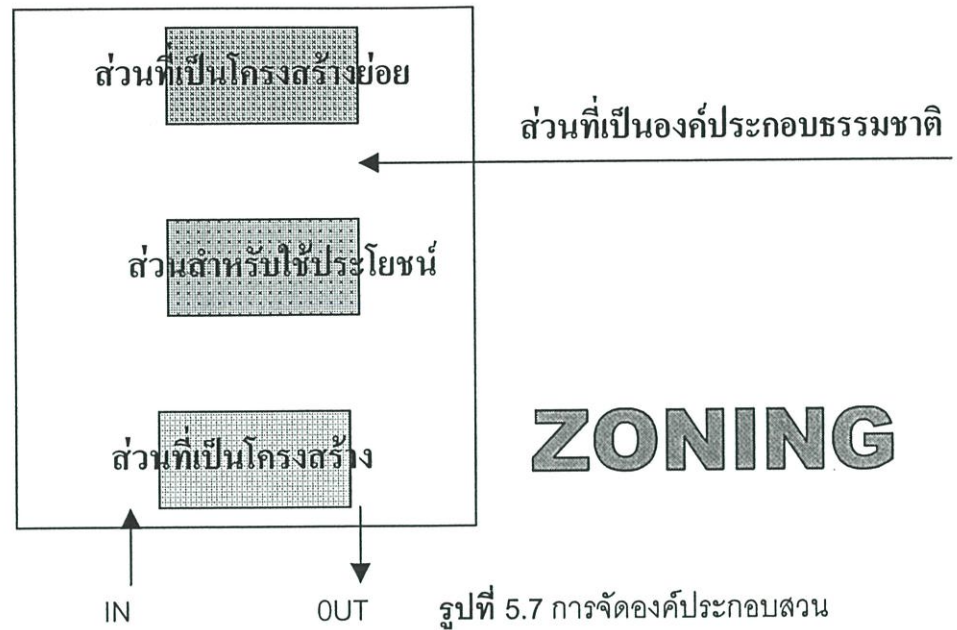 ส่วนที่เป็นโครงสร้างย่อย
ส่วนที่เป็นองค์ประกอบธรรมชาติ
ส่วนสำหรับใช้ประโยชน์
ส่วนที่เป็นโครงสร้าง
ZONING
IN
OUT
รูปที่ 5.7 การจัดองค์ประกอบสวน